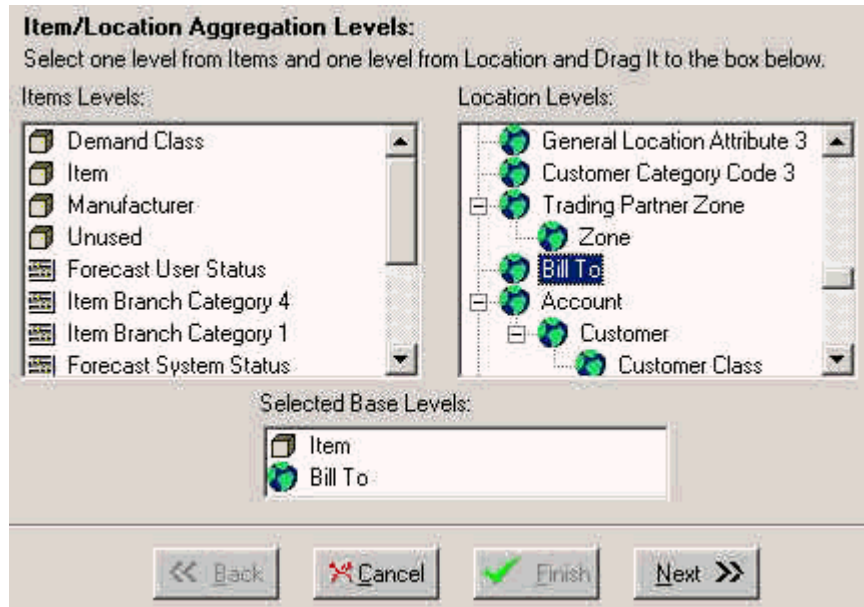 Item/Location Aggregation Levels:
Select one level from Items and one level from Location and Drag It to the box below.
Items Levels:
Demand Class
Item
Manufacturer
Unused
Forecast User Status
Item Branch Category 4
Item Branch Category 1
Forecast System Status
Location Levels:
General Location Attribute 3
Customer Category Code 3
Trading Partner Zone
Zone
Bill To
Account
Customer
Customer Class
Selected Base Levels:
Item
Bill To
Back
Cancel
Finish
Next